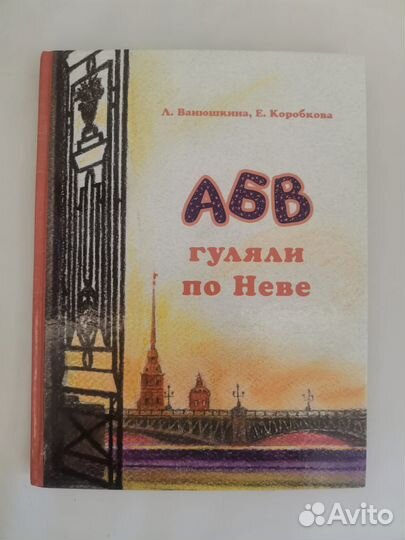 Л. Ванюшкина, Е. Коробкова
АБВ
гуляли
по Неве
Avito